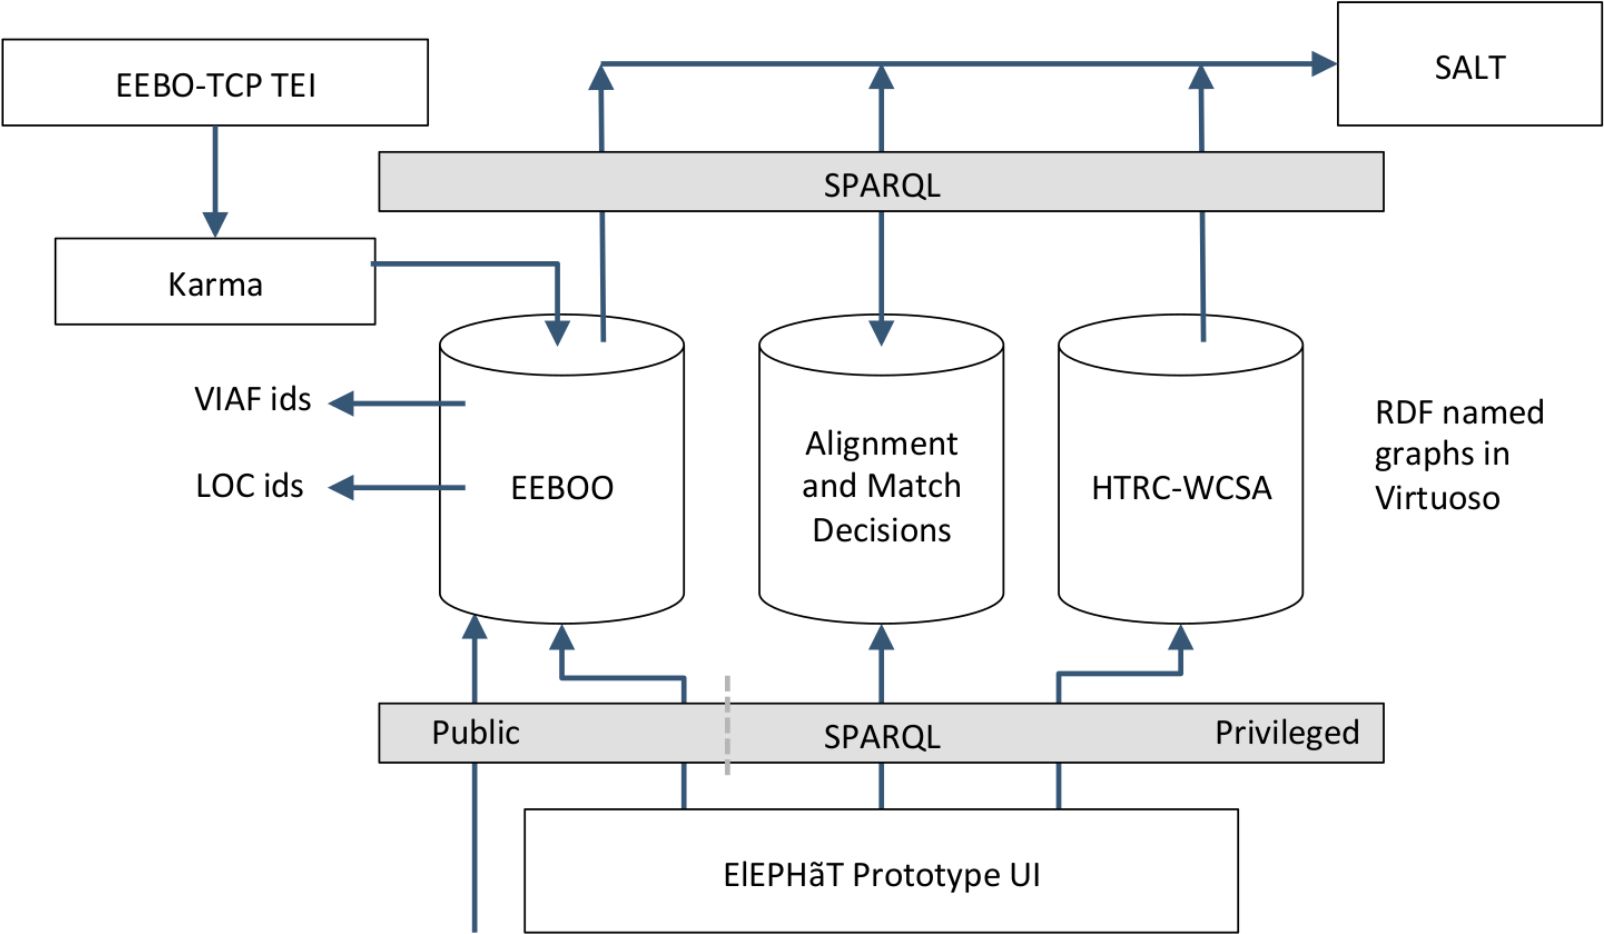 EEBO-TCP TEI
SALT
SPARQL
Karma
VIAF ids
LOC ids
EEBOO
Alignment
and Match
Decisions
HTRC-WCSA
RDF named
graphs in
Virtuoso
Public
SPARQL
Privileged
ElEPHãT Prototype UI